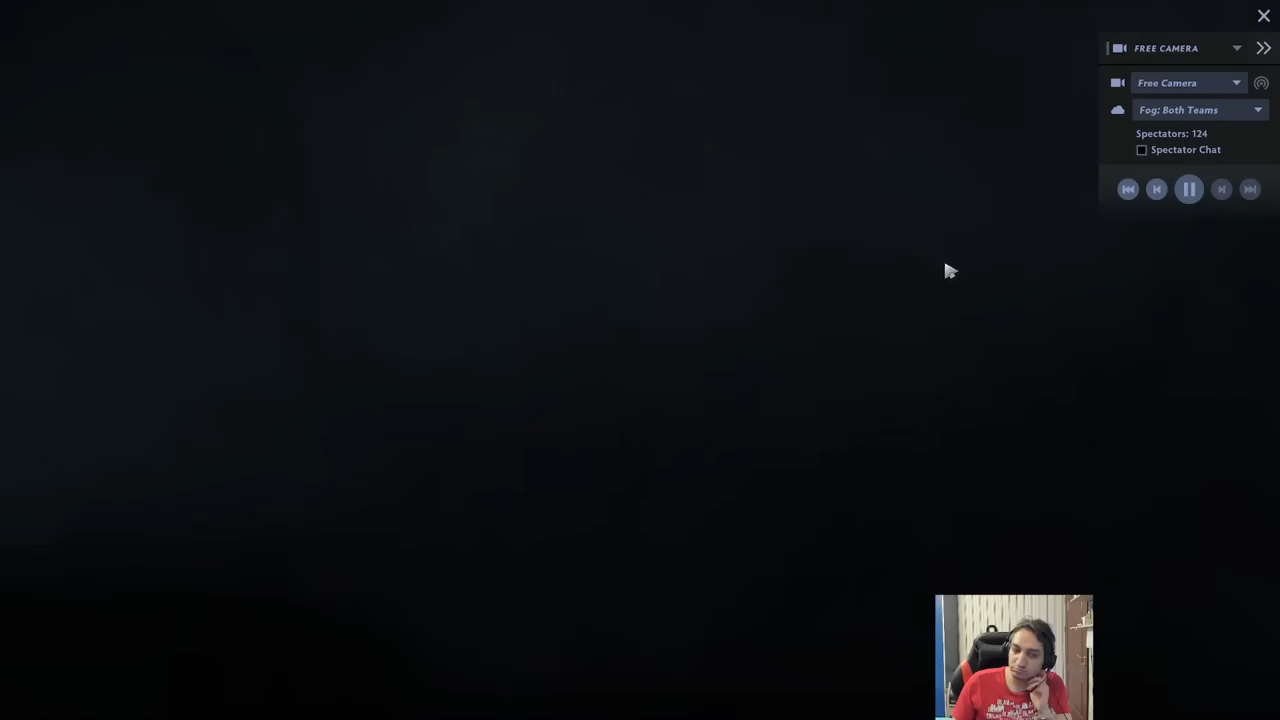 FREE CAMERA
Free Camera
Fog: Both Teams
Spectators: 124
Spectator Chat